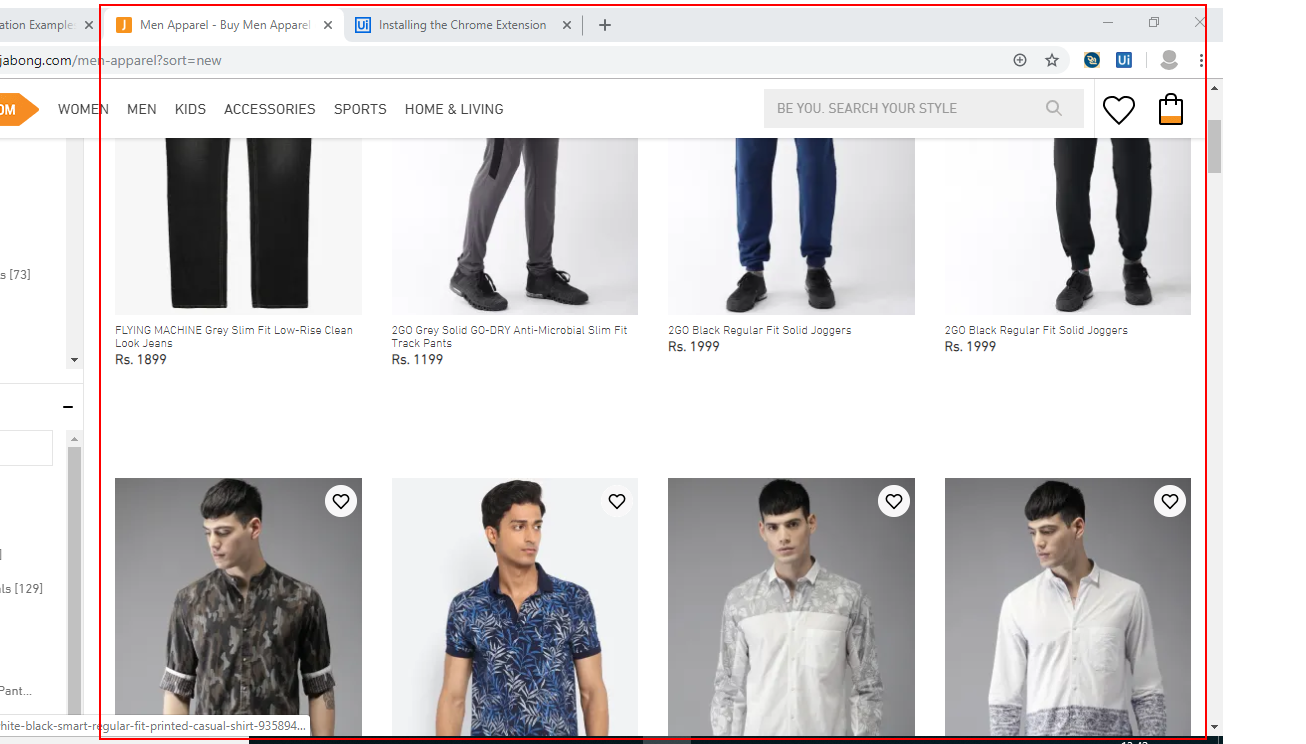 ation Example
Men Apparel - Buy Men Apparel
Installing the Chrome Extension
jabong.com/men-apparel?sort=new
Ui
OM
WOMEN
MEN
KIDS
ACCESSORIES
SPORTS
HOME & LIVING
BE YOU. SEARCH YOUR STYLE
s [73]
FLYING MACHINE Grey Slim Fit Low-Rise Clean
Look Jeans
Rs. 1899
2GO Grey Solid GO-DRY Anti-Microbial Slim Fit
Track Pants
Rs. 1199
2GO Black Regular Fit Solid Joggers
Rs. 1999
2GO Black Regular Fit Solid Joggers
Rs. 1999
]
ls [129]
Pant...
hite-black-smart-regular-fit-printed-casual-shirt-935894...